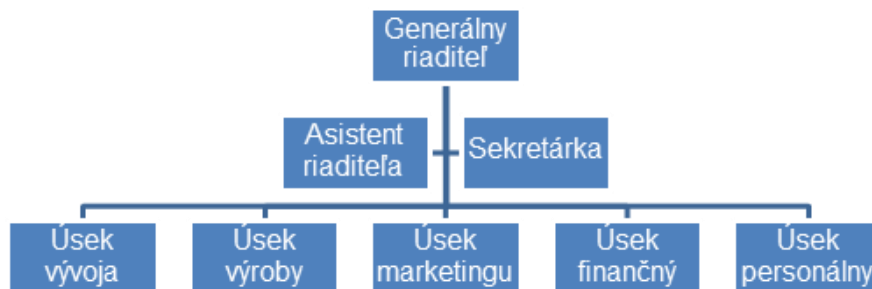 Generálny
riaditeľ
Asistent
riaditeľa
Sekretárka
Úsek
vývoja
Úsek
výroby
Úsek
marketingu
Úsek
finančný
Úsek
personálny